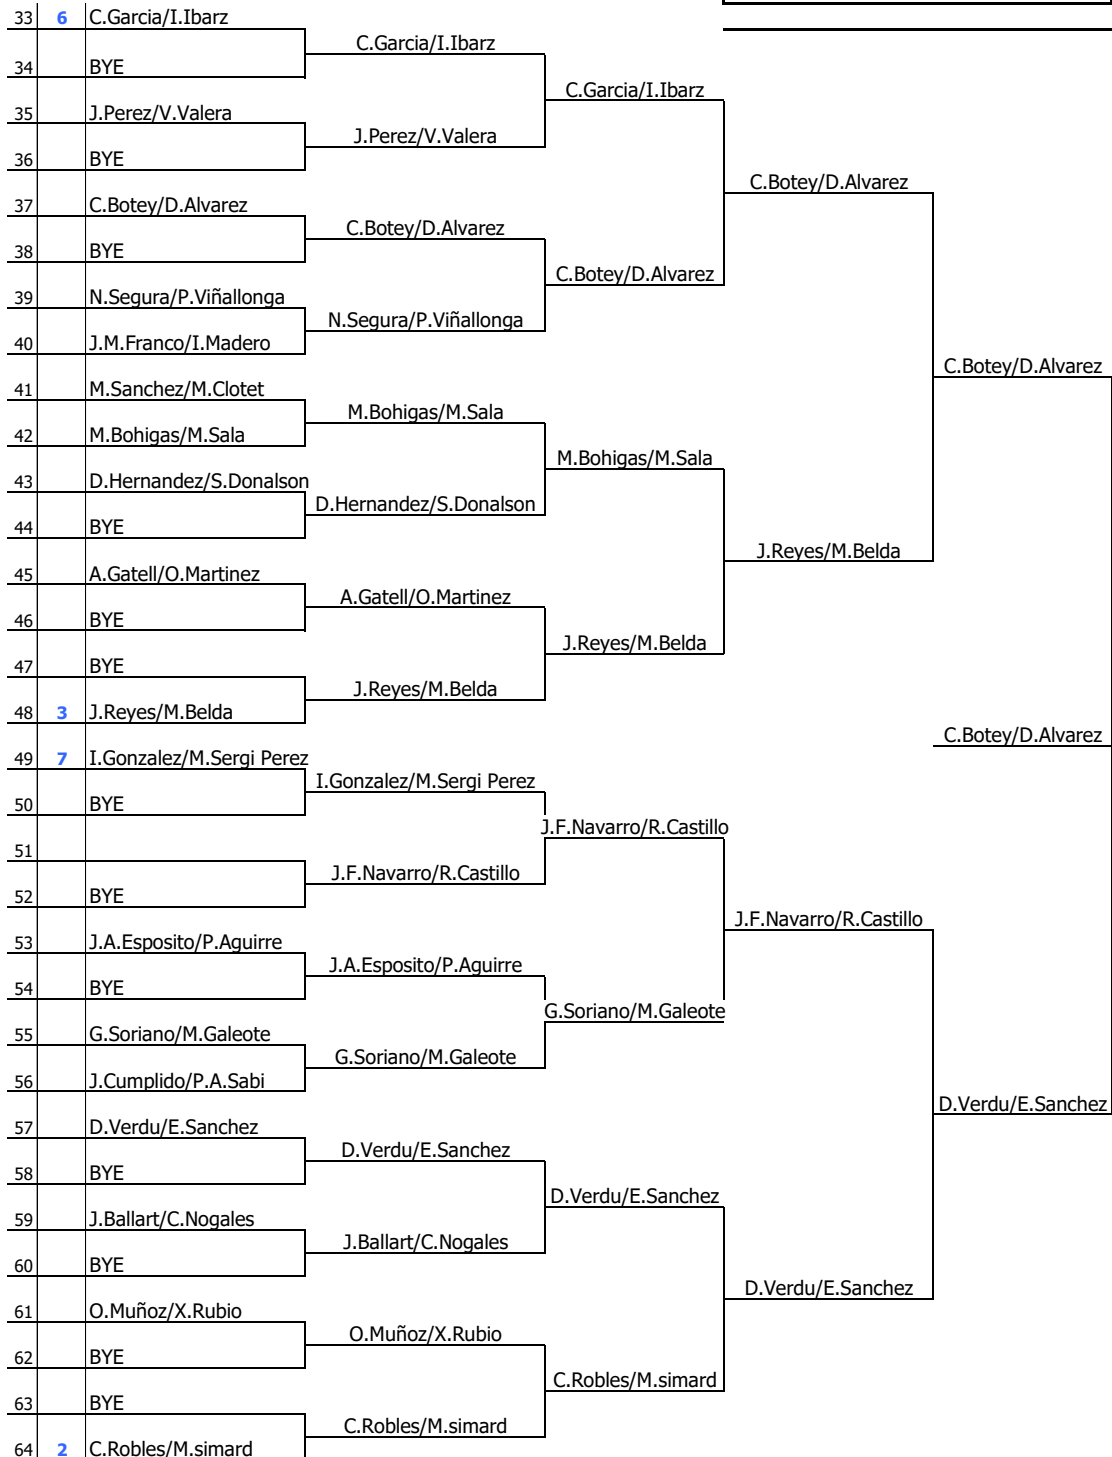 33 6 C.Garcia/I.Ibarz
C.Garcia/I.Ibarz
34 BYE
C.Garcia/I.Ibarz
35 J.Perez/V.Valera
J.Perez/V.Valera
36 BYE
C.Botey/D.Alvarez
37 C.Botey/D.Alvarez
C.Botey/D.Alvarez
38 BYE
C.Botey/D.Alvarez
39 N.Segura/P.Viñallonga
N.Segura/P.Viñallonga
40 J.M.Franco/I.Madero
C.Botey/D.Alvarez
41 M.Sanchez/M.Clotet
M.Bohigas/M.Sala
42 M.Bohigas/M.Sala
M.Bohigas/M.Sala
43 D.Hernandez/S.Donalson
D.Hernandez/S.Donalson
44 BYE
J.Reyes/M.Belda
45 A.Gatell/O.Martinez
A.Gatell/O.Martinez
46 BYE
J.Reyes/M.Belda
47 BYE
J.Reyes/M.Belda
48 3 J.Reyes/M.Belda
C.Botey/D.Alvarez
49 7 I.Gonzalez/M.Sergi Perez
I.Gonzalez/M.Sergi Perez
50 BYE
J.F.Navarro/R.Castillo
51
J.F.Navarro/R.Castillo
52 BYE
J.F.Navarro/R.Castillo
53 J.A.Esposito/P.Aguirre
J.A.Esposito/P.Aguirre
54 BYE
G.Soriano/M.Galeote
55 G.Soriano/M.Galeote
G.Soriano/M.Galeote
56 J.Cumplido/P.A.Sabi
D.Verdu/E.Sanchez
57 D.Verdu/E.Sanchez
D.Verdu/E.Sanchez
58 BYE
D.Verdu/E.Sanchez
59 J.Ballart/C.Nogales
J.Ballart/C.Nogales
60 BYE
D.Verdu/E.Sanchez
61 O.Muñoz/X.Rubio
O.Muñoz/X.Rubio
62 BYE
C.Robles/M.simard
63 BYE
C.Robles/M.simard
64 2 C.Robles/M.simard